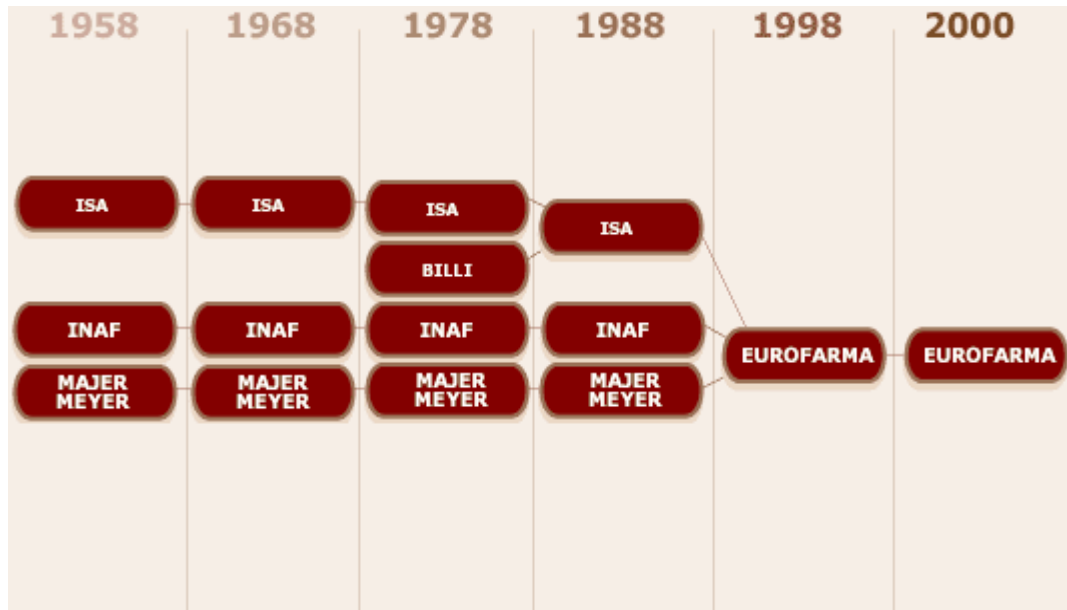 1958 1968 1978 1988 1998 2000
ISA ISA ISA ISA
BILLI
INAF INAF INAF INAF
EUROFARMA EUROFARMA
MAJER MAJER MAJER MAJER
MEYER MEYER MEYER MEYER